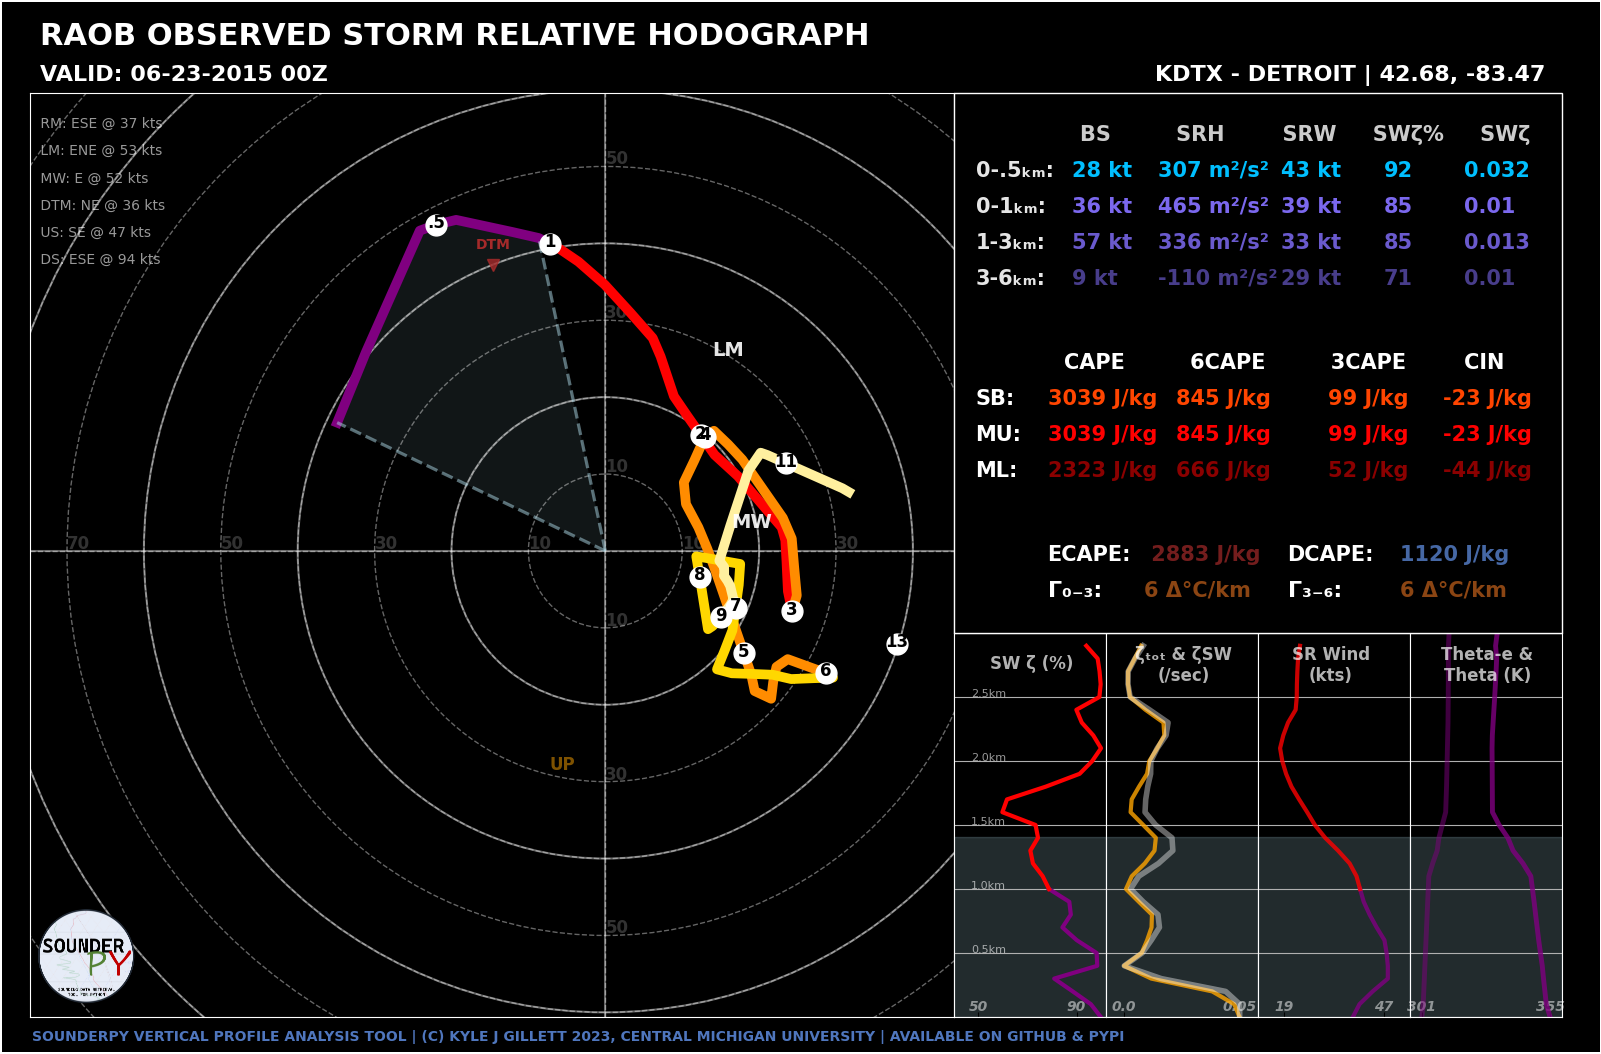 RAOB OBSERVED STORM RELATIVE HODOGRAPH
VALID: 06-23-2015 00Z
KDTX - DETROIT | 42.68, -83.47
RM: ESE @ 37 kts
LM: ENE @ 53 kts
MW: E @ 52 kts
DTM: NE @ 36 kts
US: SE @ 47 kts
DS: ESE @ 94 kts
50
.5
1
DTM
30
LM
2
4
11
10
MW
70 50 30 10 10 30
8
7
9
3
10
5
13
6
UP
30
50
SOUNDER
PY
SOUNDING DATA RETRIEVAL
TOOL FOR PYTHON
BS SRH SRW SWζ% SWζ
0-.5ₖₘ: 28 kt 307 m²/s² 43 kt 92 0.032
0-1ₖₘ: 36 kt 465 m²/s² 39 kt 85 0.01
1-3ₖₘ: 57 kt 336 m²/s² 33 kt 85 0.013
3-6ₖₘ: 9 kt -110 m²/s² 29 kt 71 0.01
CAPE 6CAPE 3CAPE CIN
SB: 3039 J/kg 845 J/kg 99 J/kg -23 J/kg
MU: 3039 J/kg 845 J/kg 99 J/kg -23 J/kg
ML: 2323 J/kg 666 J/kg 52 J/kg -44 J/kg
ECAPE: 2883 J/kg DCAPE: 1120 J/kg
Γ₀₋₃: 6 Δ°C/km Γ₃₋₆: 6 Δ°C/km
SW ζ (%)
ζₜₒₜ & ζSW
(/sec)
SR Wind
(kts)
Theta-e &
Theta (K)
2.5km
2.0km
1.5km
1.0km
0.5km
50 90 0.0 0.05 19 47 301 355
SOUNDERPY VERTICAL PROFILE ANALYSIS TOOL | (C) KYLE J GILLETT 2023, CENTRAL MICHIGAN UNIVERSITY | AVAILABLE ON GITHUB & PYPI